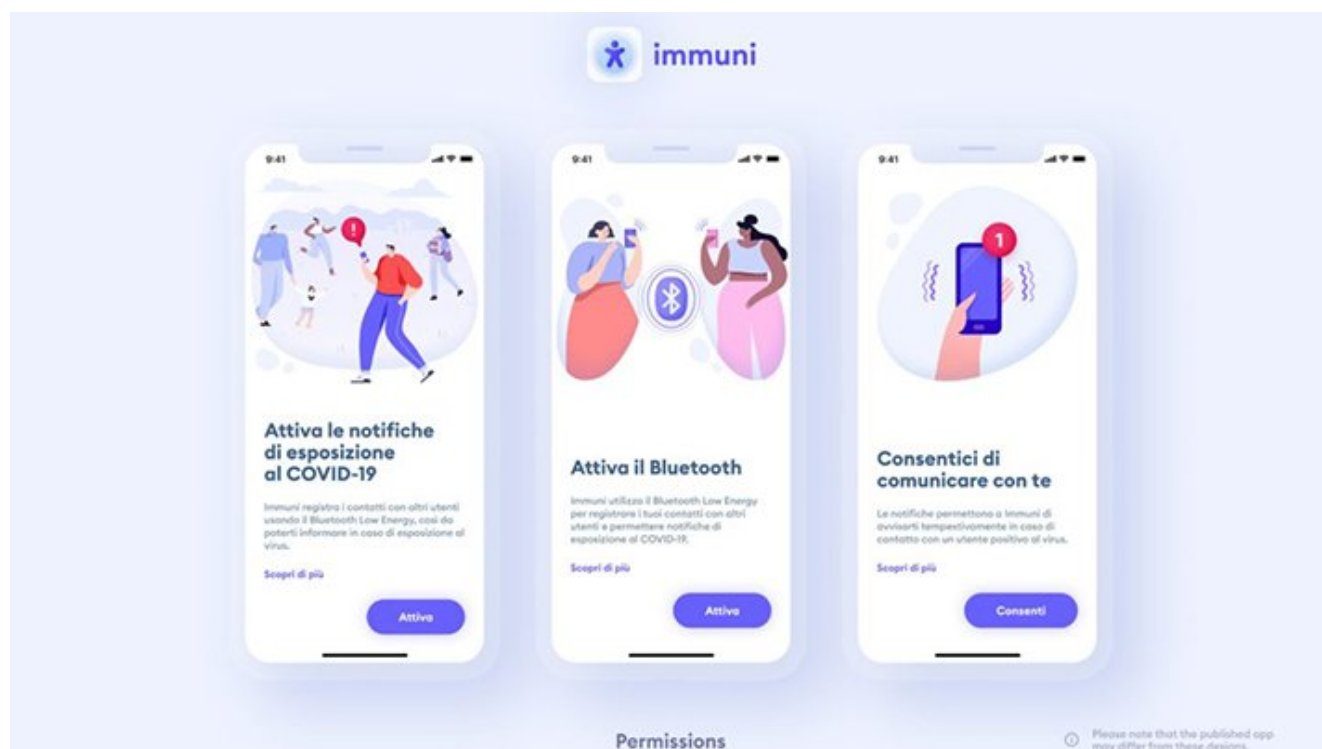 immuni
9:41
9:41
9:41
!
1
Attiva le notifiche
di esposizione
al COVID-19
Immuni registra i contatti con altri utenti
usando il Bluetooth Low Energy, così da
poterti informare in caso di esposizione al
virus.
Scopri di più
Attiva
Attiva il Bluetooth
Immuni utilizza il Bluetooth Low Energy
per registrare i tuoi contatti con altri
utenti e permettere notifiche di
esposizione al COVID-19.
Scopri di più
Attiva
Consentici di
comunicare con te
Le notifiche permettono a Immuni di
avvisarti tempestivamente in caso di
contatto con un utente positivo al virus.
Scopri di più
Consenti
Permissions
Please note that the published app
may differ from these designs